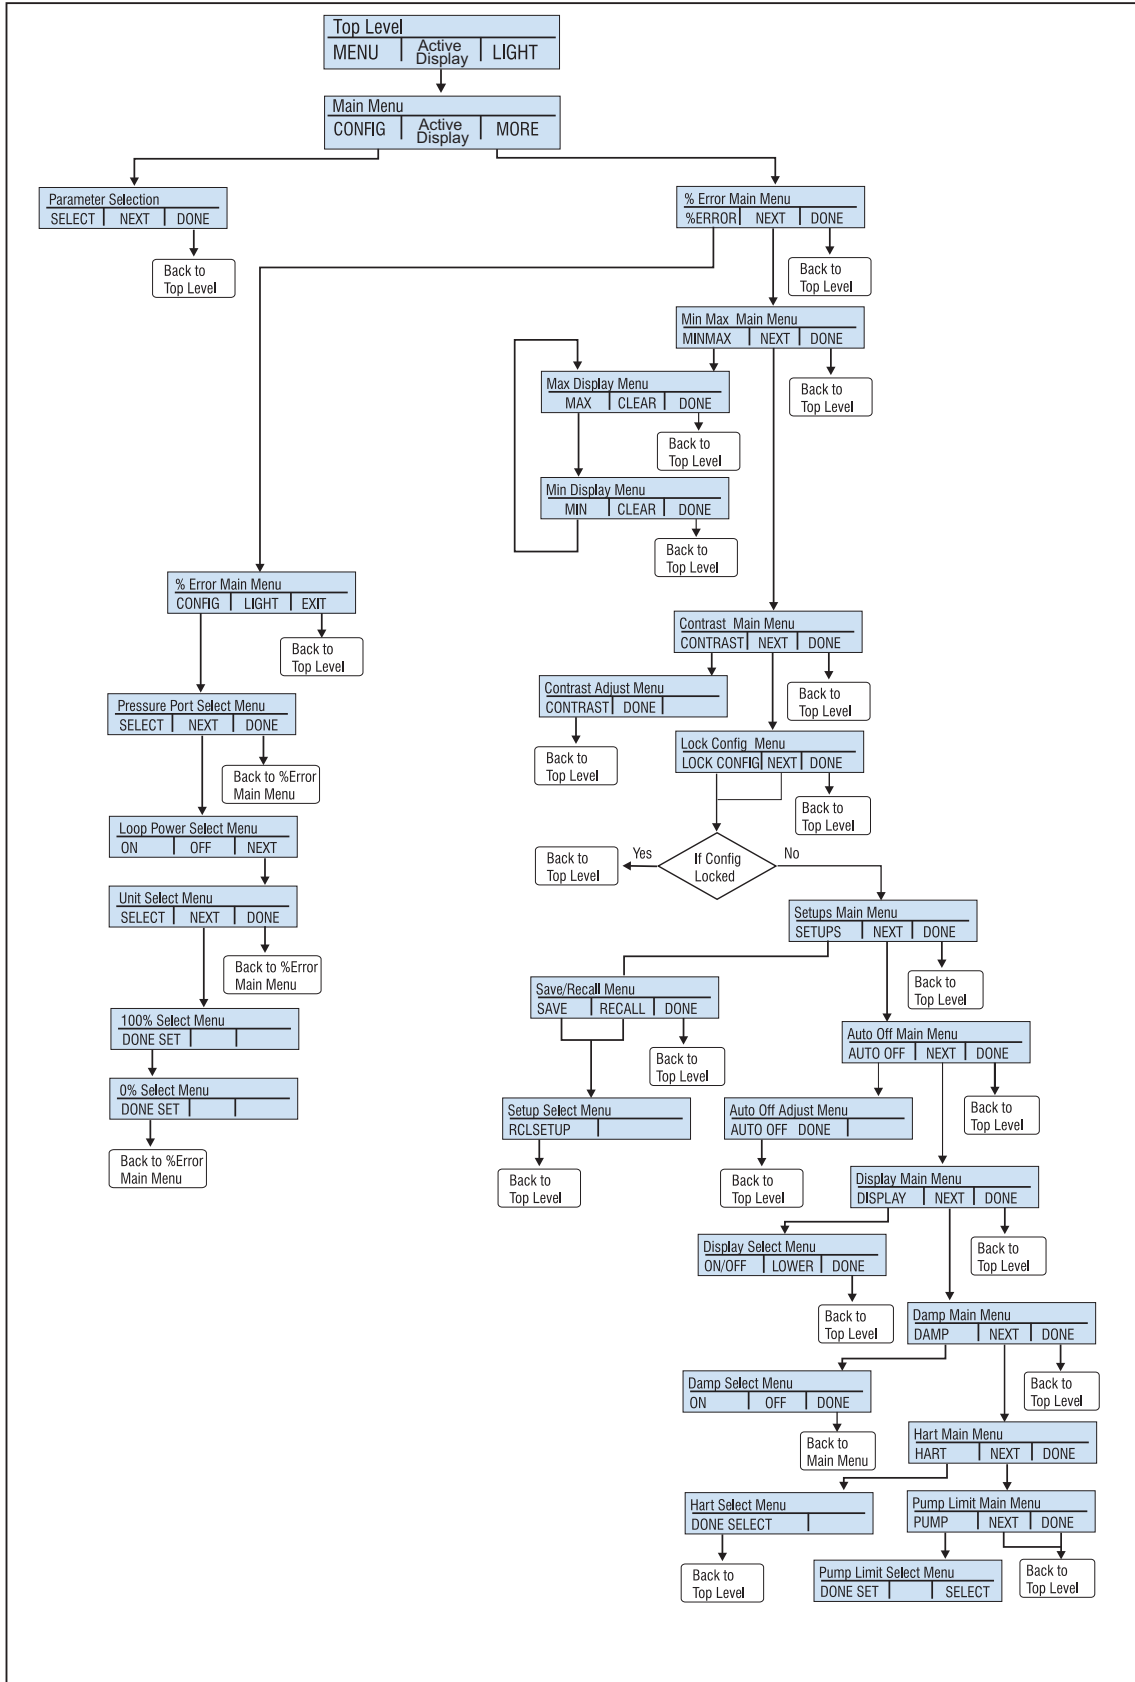 Top Level
MENU Active Display LIGHT
Main Menu
CONFIG Active Display MORE
Parameter Selection
SELECT NEXT DONE
Back to
Top Level
% Error Main Menu
%ERROR NEXT DONE
Back to
Top Level
Min Max Main Menu
MINMAX NEXT DONE
Back to
Top Level
Max Display Menu
MAX CLEAR DONE
Back to
Top Level
Min Display Menu
MIN CLEAR DONE
Back to
Top Level
% Error Main Menu
CONFIG LIGHT EXIT
Back to
Top Level
Pressure Port Select Menu
SELECT NEXT DONE
Back to %Error
Main Menu
Loop Power Select Menu
ON OFF NEXT
Unit Select Menu
SELECT NEXT DONE
Back to %Error
Main Menu
100% Select Menu
DONE SET
0% Select Menu
DONE SET
Back to %Error
Main Menu
Contrast Main Menu
CONTRAST NEXT DONE
Back to
Top Level
Contrast Adjust Menu
CONTRAST DONE
Back to
Top Level
Lock Config Menu
LOCK CONFIG NEXT DONE
Back to
Top Level
If Config
Locked
Yes
No
Back to
Top Level
Setups Main Menu
SETUPS NEXT DONE
Back to
Top Level
Save/Recall Menu
SAVE RECALL DONE
Back to
Top Level
Setup Select Menu
RCLSETUP
Back to
Top Level
Auto Off Main Menu
AUTO OFF NEXT DONE
Back to
Top Level
Auto Off Adjust Menu
AUTO OFF DONE
Back to
Top Level
Display Main Menu
DISPLAY NEXT DONE
Back to
Top Level
Display Select Menu
ON/OFF LOWER DONE
Back to
Top Level
Damp Main Menu
DAMP NEXT DONE
Back to
Top Level
Damp Select Menu
ON OFF DONE
Back to
Main Menu
Hart Main Menu
HART NEXT DONE
Hart Select Menu
DONE SELECT
Back to
Top Level
Pump Limit Main Menu
PUMP NEXT DONE
Back to
Top Level
Pump Limit Select Menu
DONE SET SELECT